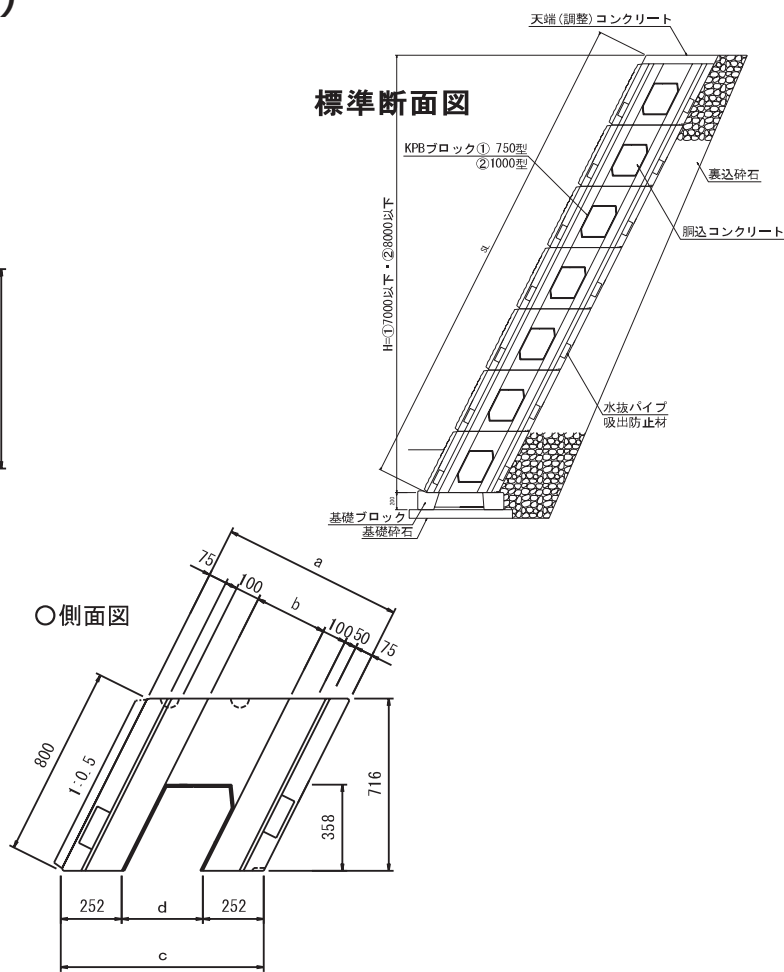 )
天端(調整)コンクリート
標準断面図
KPBブロック① 750型
②1000型
裏込砕石
胴込コンクリート
SL
H=①7000以下・②8000以下
水抜パイプ
吸出防止材
200
基礎ブロック
基礎砕石
○側面図
75
100
a
b
100
50
75
800
1:0.5
716
358
252
d
252
c